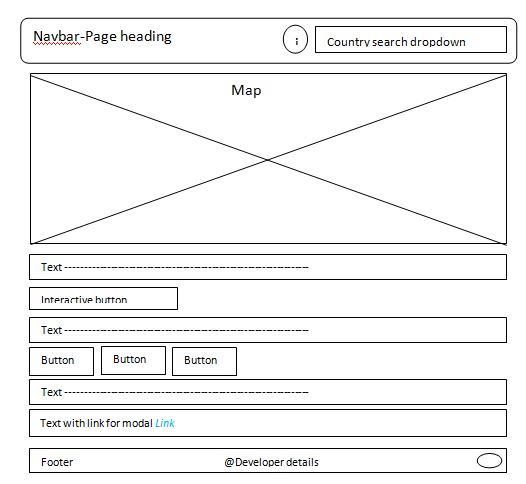 Navbar-Page heading
i
Country search dropdown
Map
Text --------------------------------------------------------------
Interactive button
Text --------------------------------------------------------------
Button
Button
Button
Text --------------------------------------------------------------
Text with link for modal Link
Footer
@Developer details